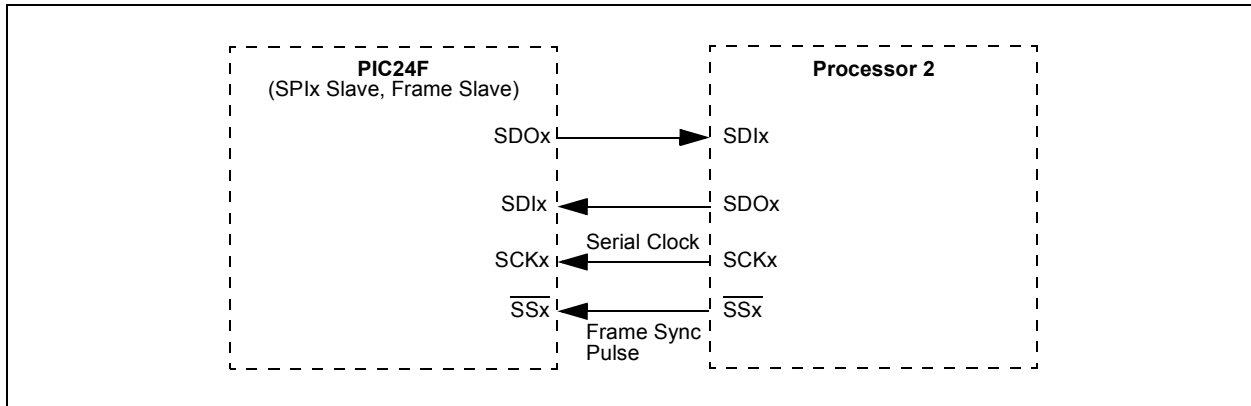 PIC24F
(SPIx Slave, Frame Slave)
Processor 2
SDOx
SDIx
SDIx
SDOx
Serial Clock
SCKx
SCKx
SSx
SSx
Frame Sync
Pulse